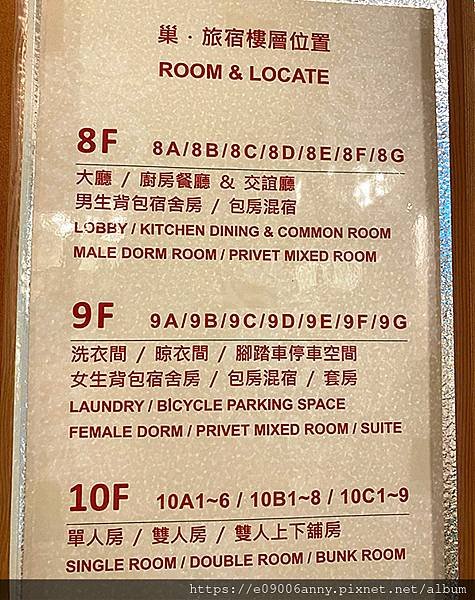 巢．旅宿樓層位置
ROOM & LOCATE
8F 8A/8B/8C/8D/8E/8F/8G
大廳 / 廚房餐廳 & 交誼廳
男生背包宿舍房 / 包房混宿
LOBBY / KITCHEN DINING & COMMON ROOM
MALE DORM ROOM / PRIVET MIXED ROOM
9F 9A/9B/9C/9D/9E/9F/9G
洗衣間 / 晾衣間 / 腳踏車停車空間
女生背包宿舍房 / 包房混宿 / 套房
LAUNDRY / BICYCLE PARKING SPACE
FEMALE DORM / PRIVET MIXED ROOM / SUITE
10F 10A1~6 / 10B1~8 / 10C1~9
單人房 / 雙人房 / 雙人上下舖房
SINGLE ROOM / DOUBLE ROOM / BUNK ROOM
https://e09006anny.pixnet.net/album